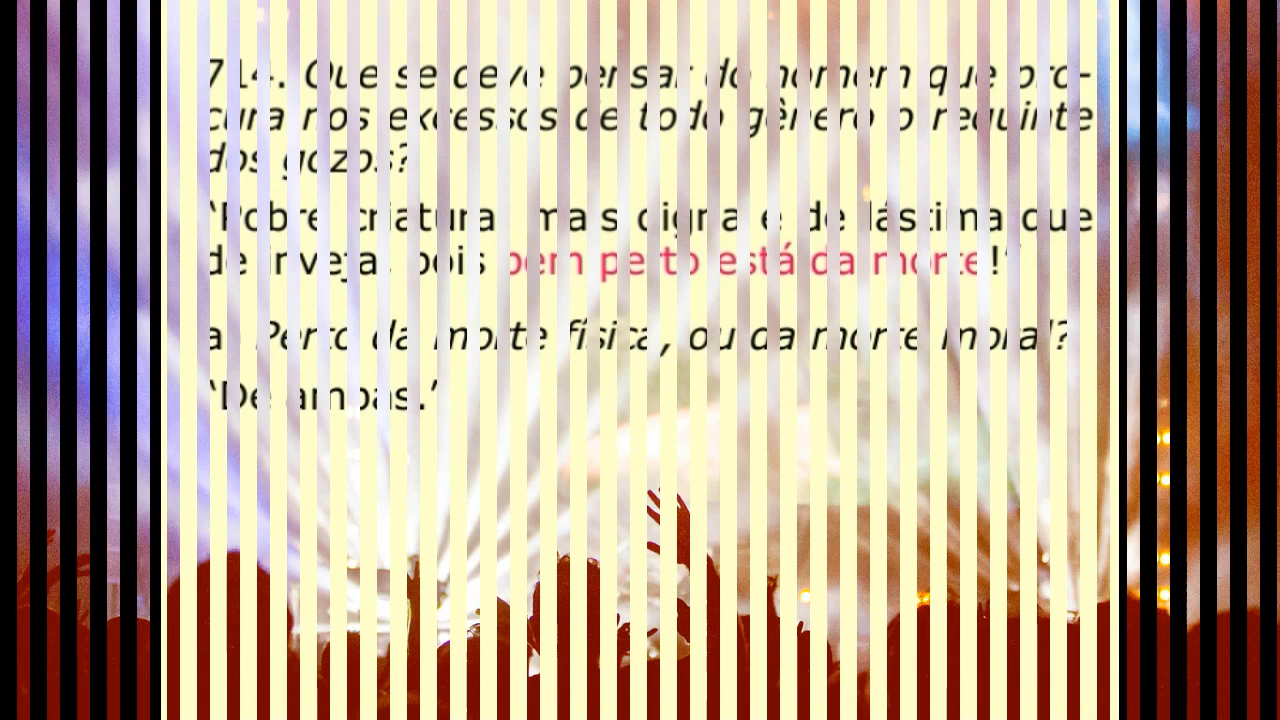 714. Que se deve pensar do homem que pro-
cura nos excessos de todo gênero o requinte
dos gozos?
‘Pobre criatura! mais digna é de lástima que
de inveja, pois bem perto está da morte!’
a) Perto da morte física, ou da morte moral?
‘De ambas.’